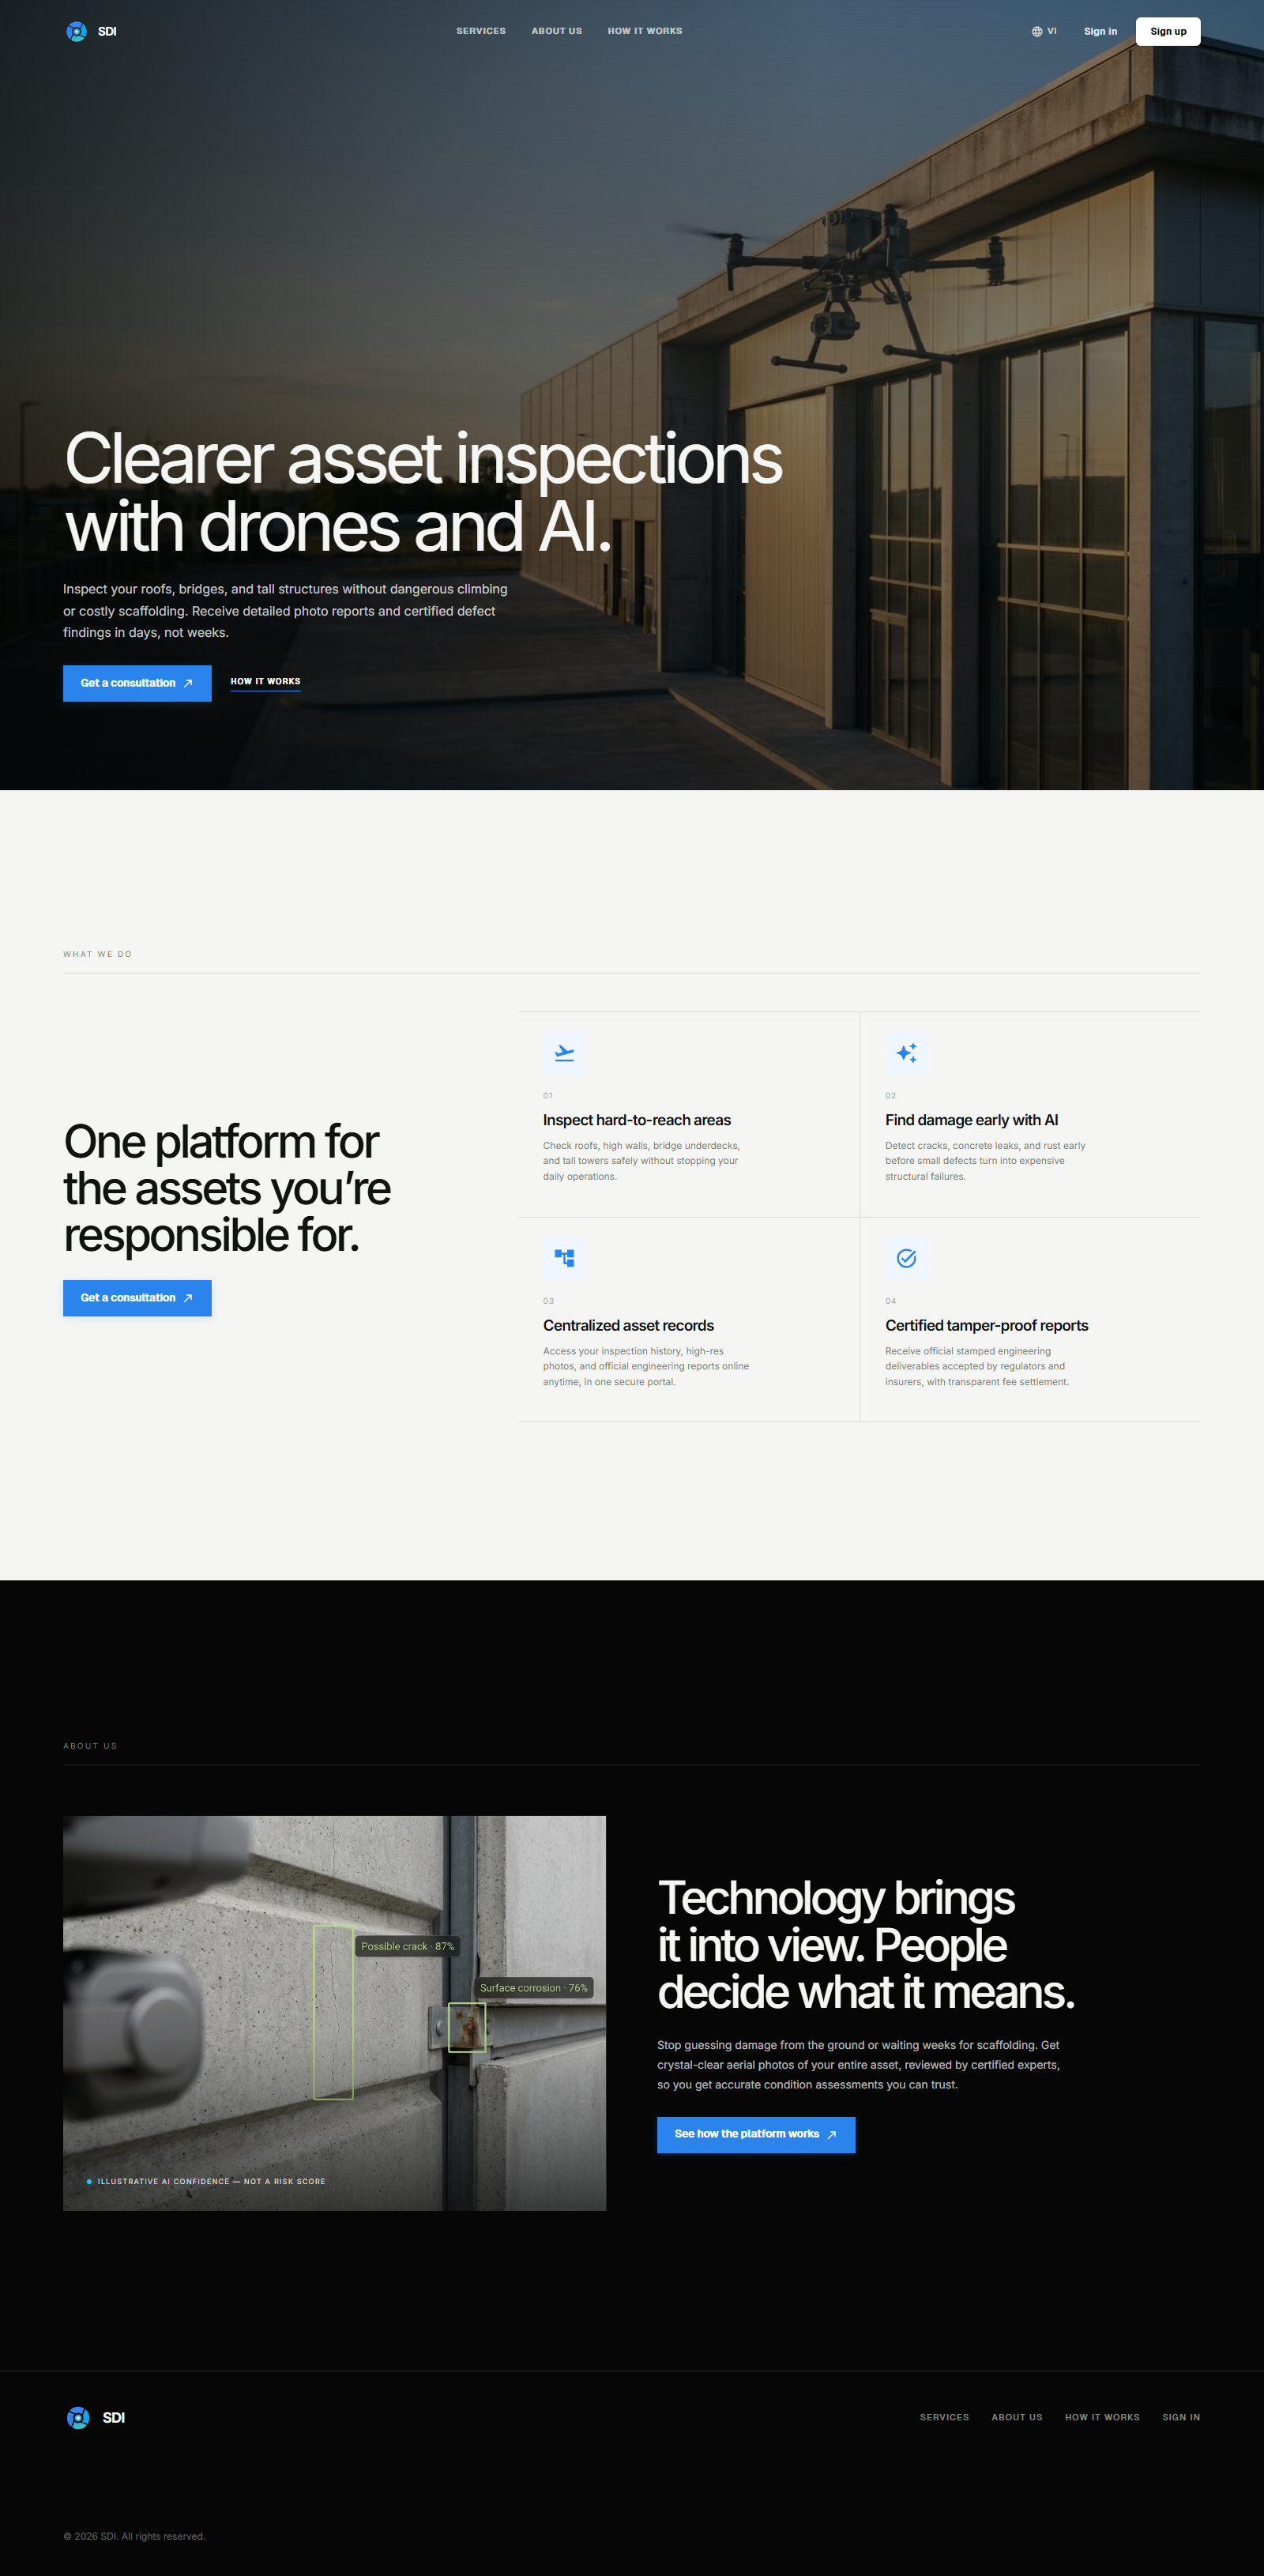 SDI
SERVICES
ABOUT US
HOW IT WORKS
VI
Sign in
Sign up
Clearer asset inspections
with drones and AI.
Inspect your roofs, bridges, and tall structures without dangerous climbing
or costly scaffolding. Receive detailed photo reports and certified defect
findings in days, not weeks.
Get a consultation
HOW IT WORKS
WHAT WE DO
One platform for
the assets you’re
responsible for.
Get a consultation
01
Inspect hard-to-reach areas
Check roofs, high walls, bridge underdecks,
and tall towers safely without stopping your
daily operations.
02
Find damage early with AI
Detect cracks, concrete leaks, and rust early
before small defects turn into expensive
structural failures.
03
Centralized asset records
Access your inspection history, high-res
photos, and official engineering reports online
anytime, in one secure portal.
04
Certified tamper-proof reports
Receive official stamped engineering
deliverables accepted by regulators and
insurers, with transparent fee settlement.
ABOUT US
Possible crack · 87%
Surface corrosion · 76%
ILLUSTRATIVE AI CONFIDENCE — NOT A RISK SCORE
Technology brings
it into view. People
decide what it means.
Stop guessing damage from the ground or waiting weeks for scaffolding. Get
crystal-clear aerial photos of your entire asset, reviewed by certified experts,
so you get accurate condition assessments you can trust.
See how the platform works
SDI
SERVICES
ABOUT US
HOW IT WORKS
SIGN IN
© 2026 SDI. All rights reserved.